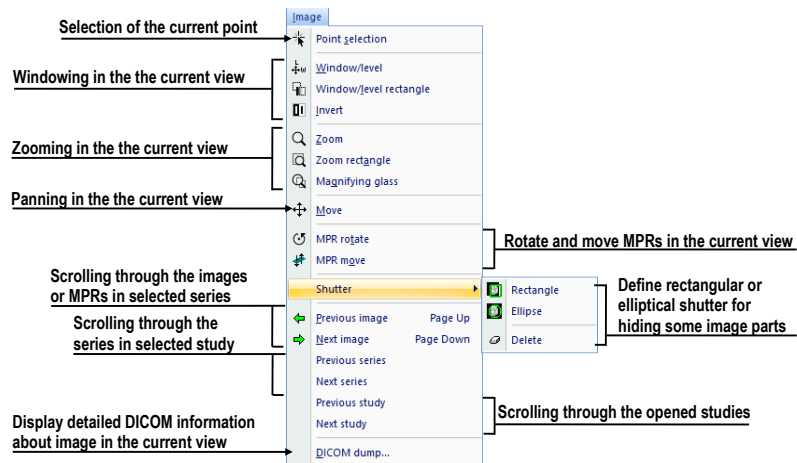 Image
Selection of the current point
Point selection
Windowing in the the current view
Window/level
Window/level rectangle
Invert
Zooming in the the current view
Zoom
Zoom rectangle
Magnifying glass
Panning in the the current view
Move
MPR rotate
MPR move
Rotate and move MPRs in the current view
Shutter
Rectangle
Ellipse
Delete
Define rectangular or
elliptical shutter for
hiding some image parts
Scrolling through the images
or MPRs in selected series
Previous image Page Up
Next image Page Down
Scrolling through the
series in selected study
Previous series
Next series
Previous study
Next study
Scrolling through the opened studies
Display detailed DICOM information
about image in the current view
DICOM dump...